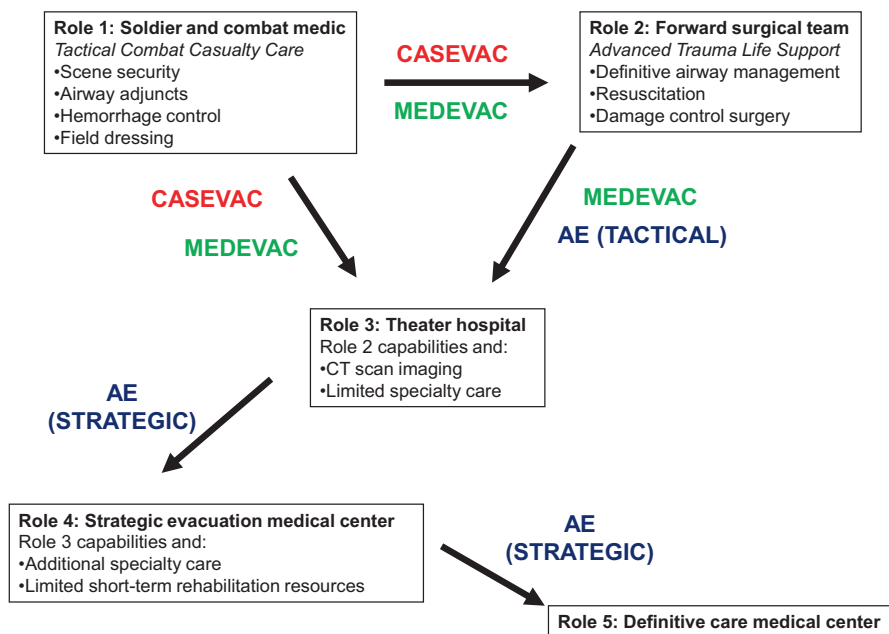 Role 1: Soldier and combat medic
Tactical Combat Casualty Care
•Scene security
•Airway adjuncts
•Hemorrhage control
•Field dressing
CASEVAC
MEDEVAC
Role 2: Forward surgical team
Advanced Trauma Life Support
•Definitive airway management
•Resuscitation
•Damage control surgery
CASEVAC
MEDEVAC
MEDEVAC
AE (TACTICAL)
Role 3: Theater hospital
Role 2 capabilities and:
•CT scan imaging
•Limited specialty care
AE
(STRATEGIC)
Role 4: Strategic evacuation medical center
Role 3 capabilities and:
•Additional specialty care
•Limited short-term rehabilitation resources
AE
(STRATEGIC)
Role 5: Definitive care medical center